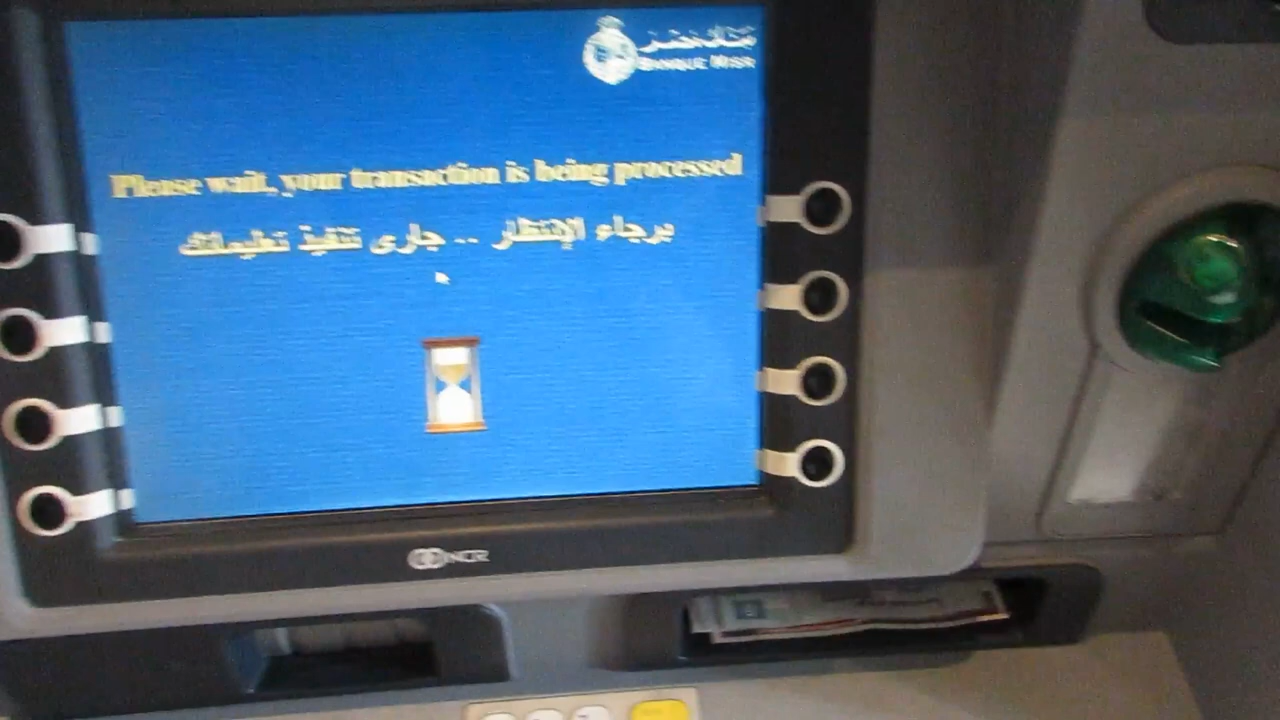 بنك مصر
BANQUE MISR
Please wait, your transaction is being processed
برجاء الإنتظار .. جارى تنفيذ تعليماتك
NCR